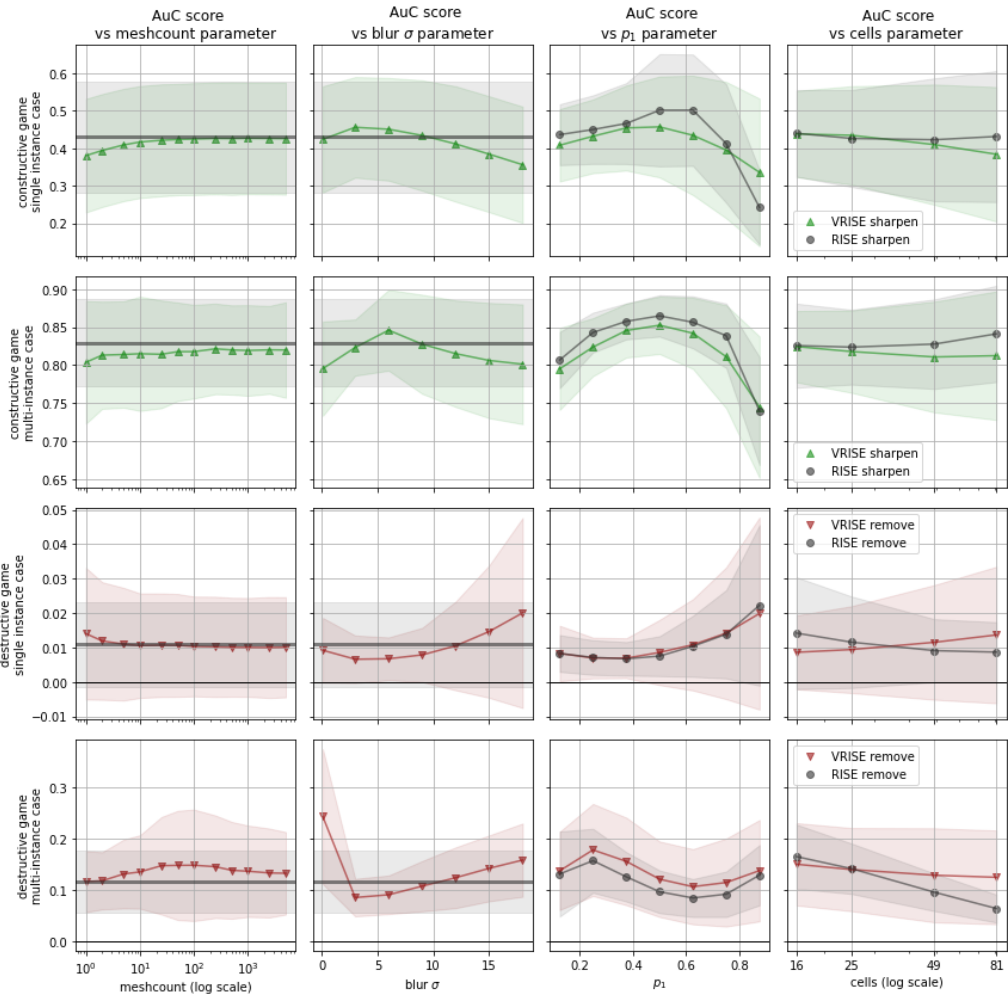 AuC score
vs meshcount parameter
AuC score
vs blur σ parameter
AuC score
vs p₁ parameter
AuC score
vs cells parameter
constructive game
single instance case
0.6
0.5
0.4
0.3
0.2
VRISE sharpen
RISE sharpen
constructive game
multi-instance case
0.90
0.85
0.80
0.75
0.70
0.65
VRISE sharpen
RISE sharpen
destructive game
single instance case
0.05
0.04
0.03
0.02
0.01
0.00
−0.01
VRISE remove
RISE remove
destructive game
multi-instance case
0.3
0.2
0.1
0.0
VRISE remove
RISE remove
10⁰ 10¹ 10² 10³
meshcount (log scale)
0 5 10 15
blur σ
0.2 0.4 0.6 0.8
p₁
16 25 49 81
cells (log scale)